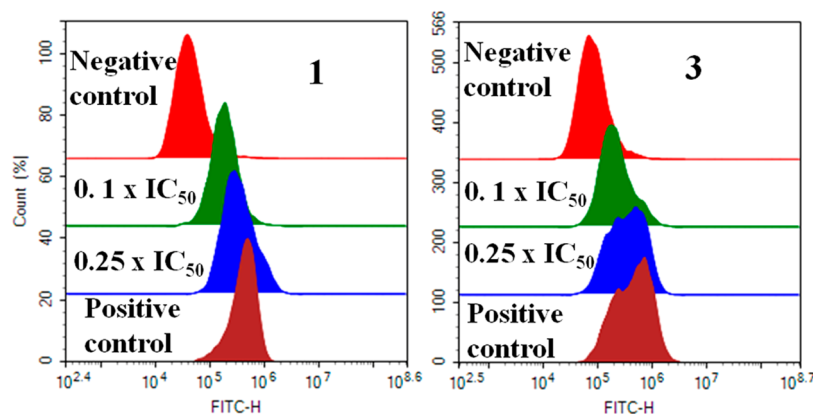 1
Negative
control
0. 1 x IC50
0.25 x IC50
Positive
control
Count (%)
100
80
60
40
20
0
10^2.4 10^4 10^5 10^6 10^7 10^8.6
FITC-H
3
Negative
control
0. 1 x IC50
0.25 x IC50
Positive
control
566
500
400
300
200
100
0
10^2.5 10^4 10^5 10^6 10^7 10^8.7
FITC-H